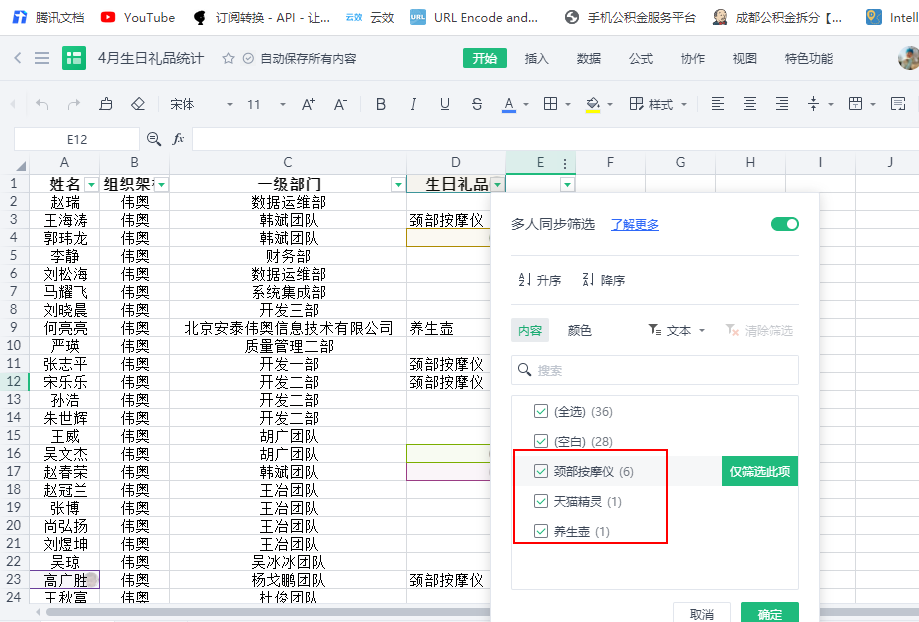 腾讯文档 YouTube 订阅转换 - API - 让... 云效 云效 URL URL Encode and... 手机公积金服务平台 成都公积金拆分【... Intell
4月生日礼品统计 自动保存所有内容 开始 插入 数据 公式 协作 视图 特色功能
宋体 11 A+ A- B I U S A 样式
E12 fx
A B C D E F G H I J
1 姓名 组织架 一级部门 生日礼品
2 赵瑞 伟奥 数据运维部
3 王海涛 伟奥 韩斌团队 颈部按摩仪
4 郭玮龙 伟奥 韩斌团队
5 李静 伟奥 财务部
6 刘松海 伟奥 数据运维部
7 马耀飞 伟奥 系统集成部
8 刘晓晨 伟奥 开发三部
9 何亮亮 伟奥 北京安泰伟奥信息技术有限公司 养生壶
10 严瑛 伟奥 质量管理二部
11 张志平 伟奥 开发一部 颈部按摩仪
12 宋乐乐 伟奥 开发二部 颈部按摩仪
13 孙浩 伟奥 开发二部
14 朱世辉 伟奥 开发二部
15 王威 伟奥 胡广团队
16 吴文杰 伟奥 胡广团队
17 赵春荣 伟奥 韩斌团队
18 赵冠兰 伟奥 王冶团队
19 张博 伟奥 王冶团队
20 尚弘扬 伟奥 王冶团队
21 刘煜坤 伟奥 王冶团队
22 吴琼 伟奥 吴冰冰团队
23 高广胜 伟奥 杨戈鹏团队 颈部按摩仪
24 王秋富 伟奥 杜俊团队
多人同步筛选 了解更多
升序 降序
内容 颜色 文本 清除筛选
搜索
(全选) (36)
(空白) (28)
颈部按摩仪 (6) 仅筛选此项
天猫精灵 (1)
养生壶 (1)
取消 确定